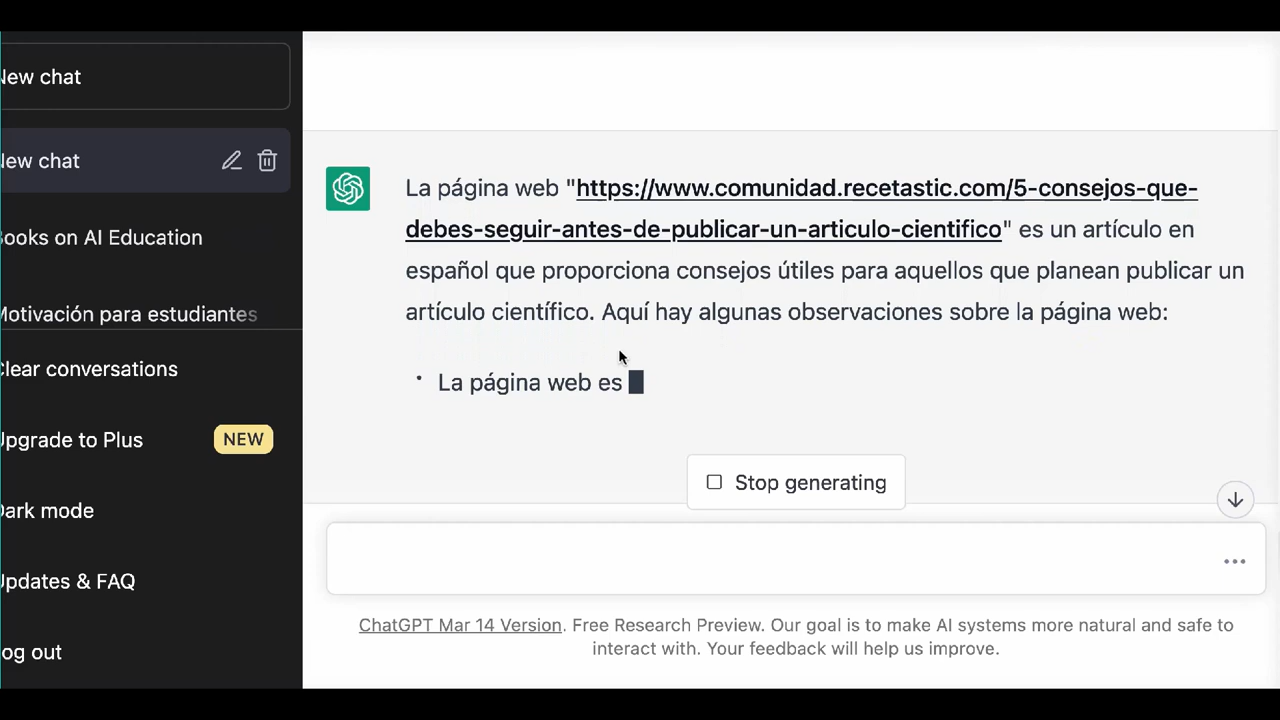 New chat
New chat
Books on AI Education
Motivación para estudiantes
Clear conversations
Upgrade to Plus
NEW
Dark mode
Updates & FAQ
Log out
La página web "https://www.comunidad.recetastic.com/5-consejos-que-
debes-seguir-antes-de-publicar-un-articulo-cientifico" es un artículo en
español que proporciona consejos útiles para aquellos que planean publicar un
artículo científico. Aquí hay algunas observaciones sobre la página web:
• La página web es
Stop generating
ChatGPT Mar 14 Version. Free Research Preview. Our goal is to make AI systems more natural and safe to
interact with. Your feedback will help us improve.